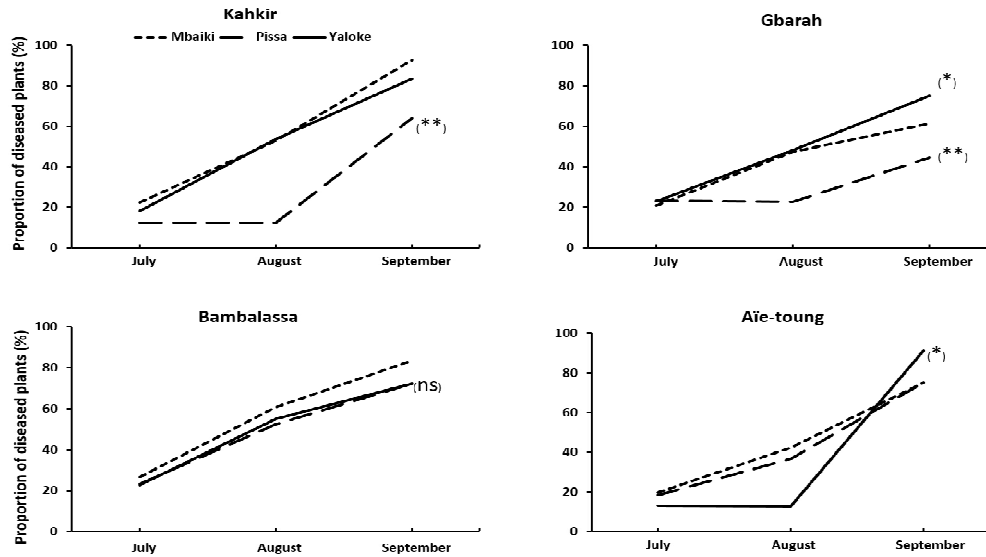 Kahkir
Mbaiki Pissa Yaloke
Proportion of diseased plants (%)
100
80
60
40
20
0
(**)
July August September
Gbarah
100
80
60
40
20
0
(*)
(**)
July August September
Bambalassa
Proportion of diseased plants (%)
100
80
60
40
20
0
(ns)
July August September
Aïe-toung
100
80
60
40
20
0
(*)
July August September